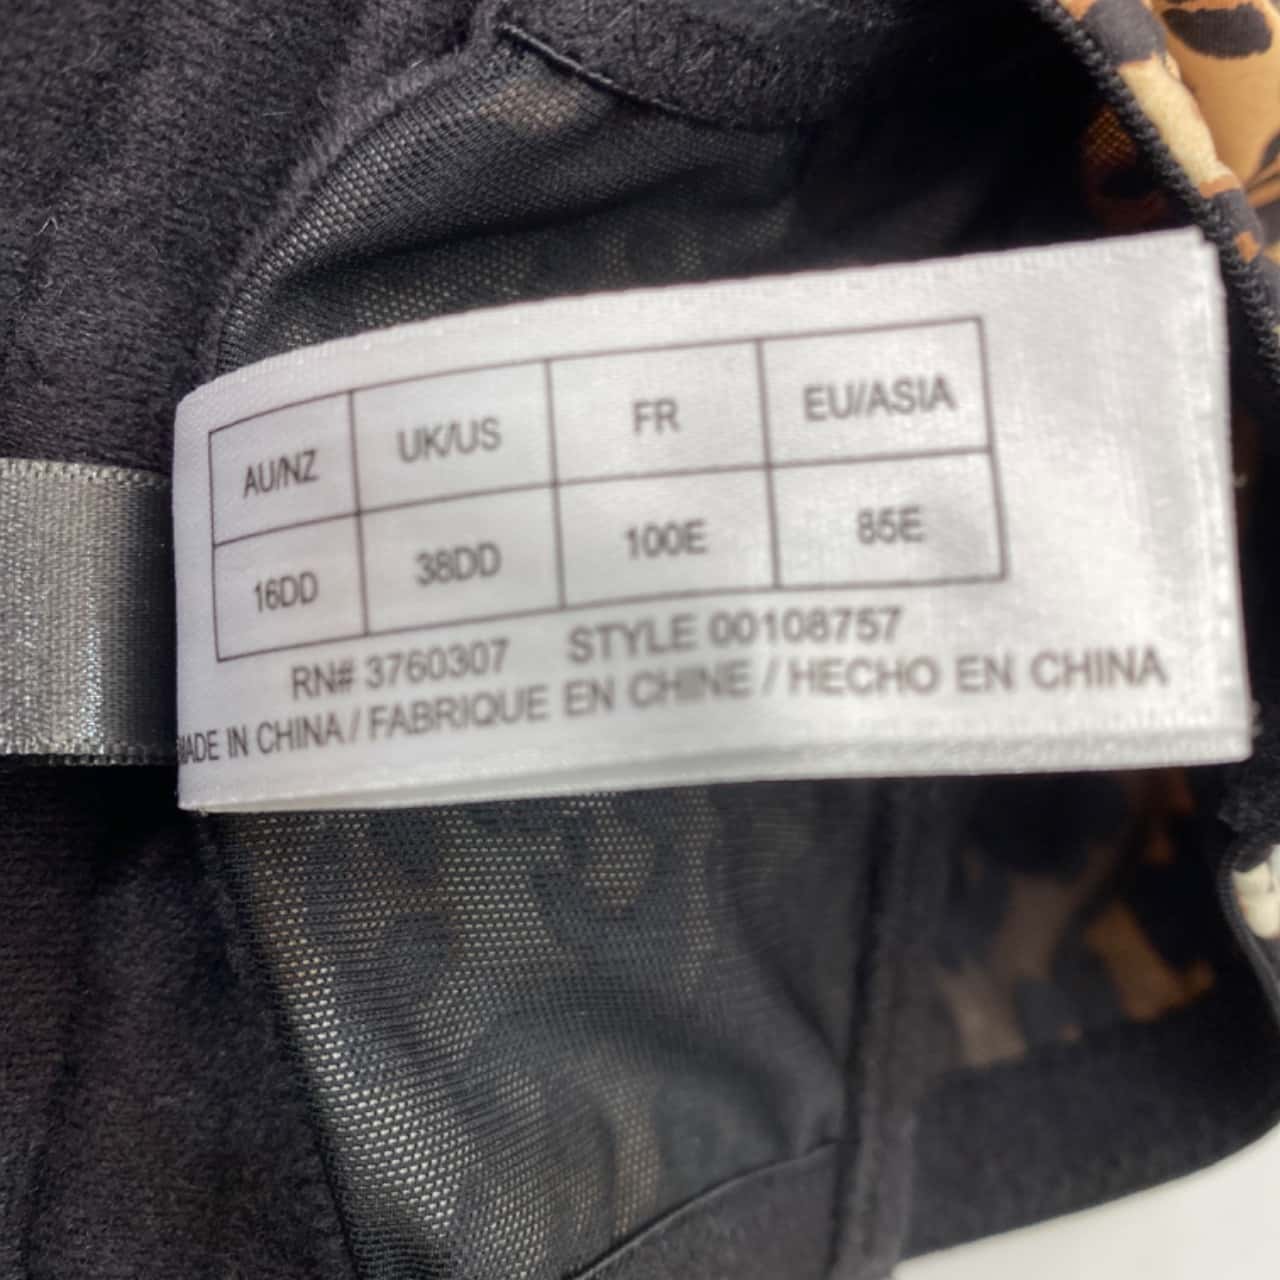 AU/NZ UK/US FR EU/ASIA
16DD 38DD 100E 85E
RN# 3760307 STYLE 00108757
MADE IN CHINA / FABRIQUE EN CHINE / HECHO EN CHINA